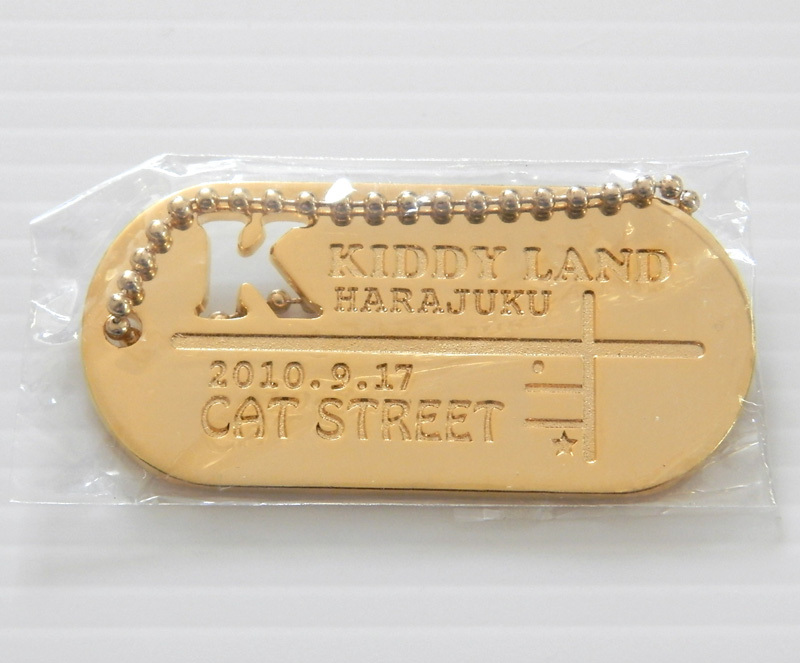 K
KIDDY LAND
HARAJUKU
2010.9.17
CAT STREET